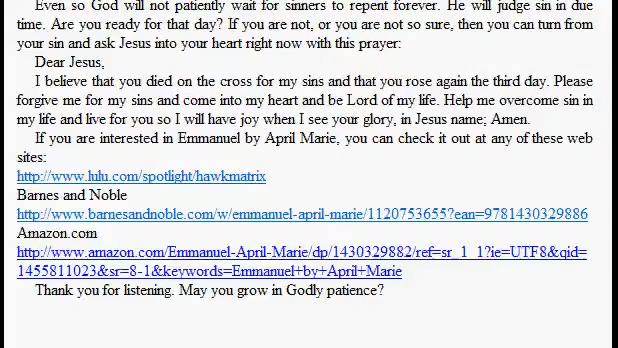 Even so God will not patiently wait for sinners to repent forever. He will judge sin in due
time. Are you ready for that day? If you are not, or you are not so sure, then you can turn from
your sin and ask Jesus into your heart right now with this prayer:
Dear Jesus,
I believe that you died on the cross for my sins and that you rose again the third day. Please
forgive me for my sins and come into my heart and be Lord of my life. Help me overcome sin in
my life and live for you so I will have joy when I see your glory, in Jesus name; Amen.
If you are interested in Emmanuel by April Marie, you can check it out at any of these web
sites:
http://www.lulu.com/spotlight/hawkmatrix
Barnes and Noble
http://www.barnesandnoble.com/w/emmanuel-april-marie/1120753655?ean=9781430329886
Amazon.com
http://www.amazon.com/Emmanuel-April-Marie/dp/1430329882/ref=sr_1_1?ie=UTF8&qid=
1455811023&sr=8-1&keywords=Emmanuel+by+April+Marie
Thank you for listening. May you grow in Godly patience?